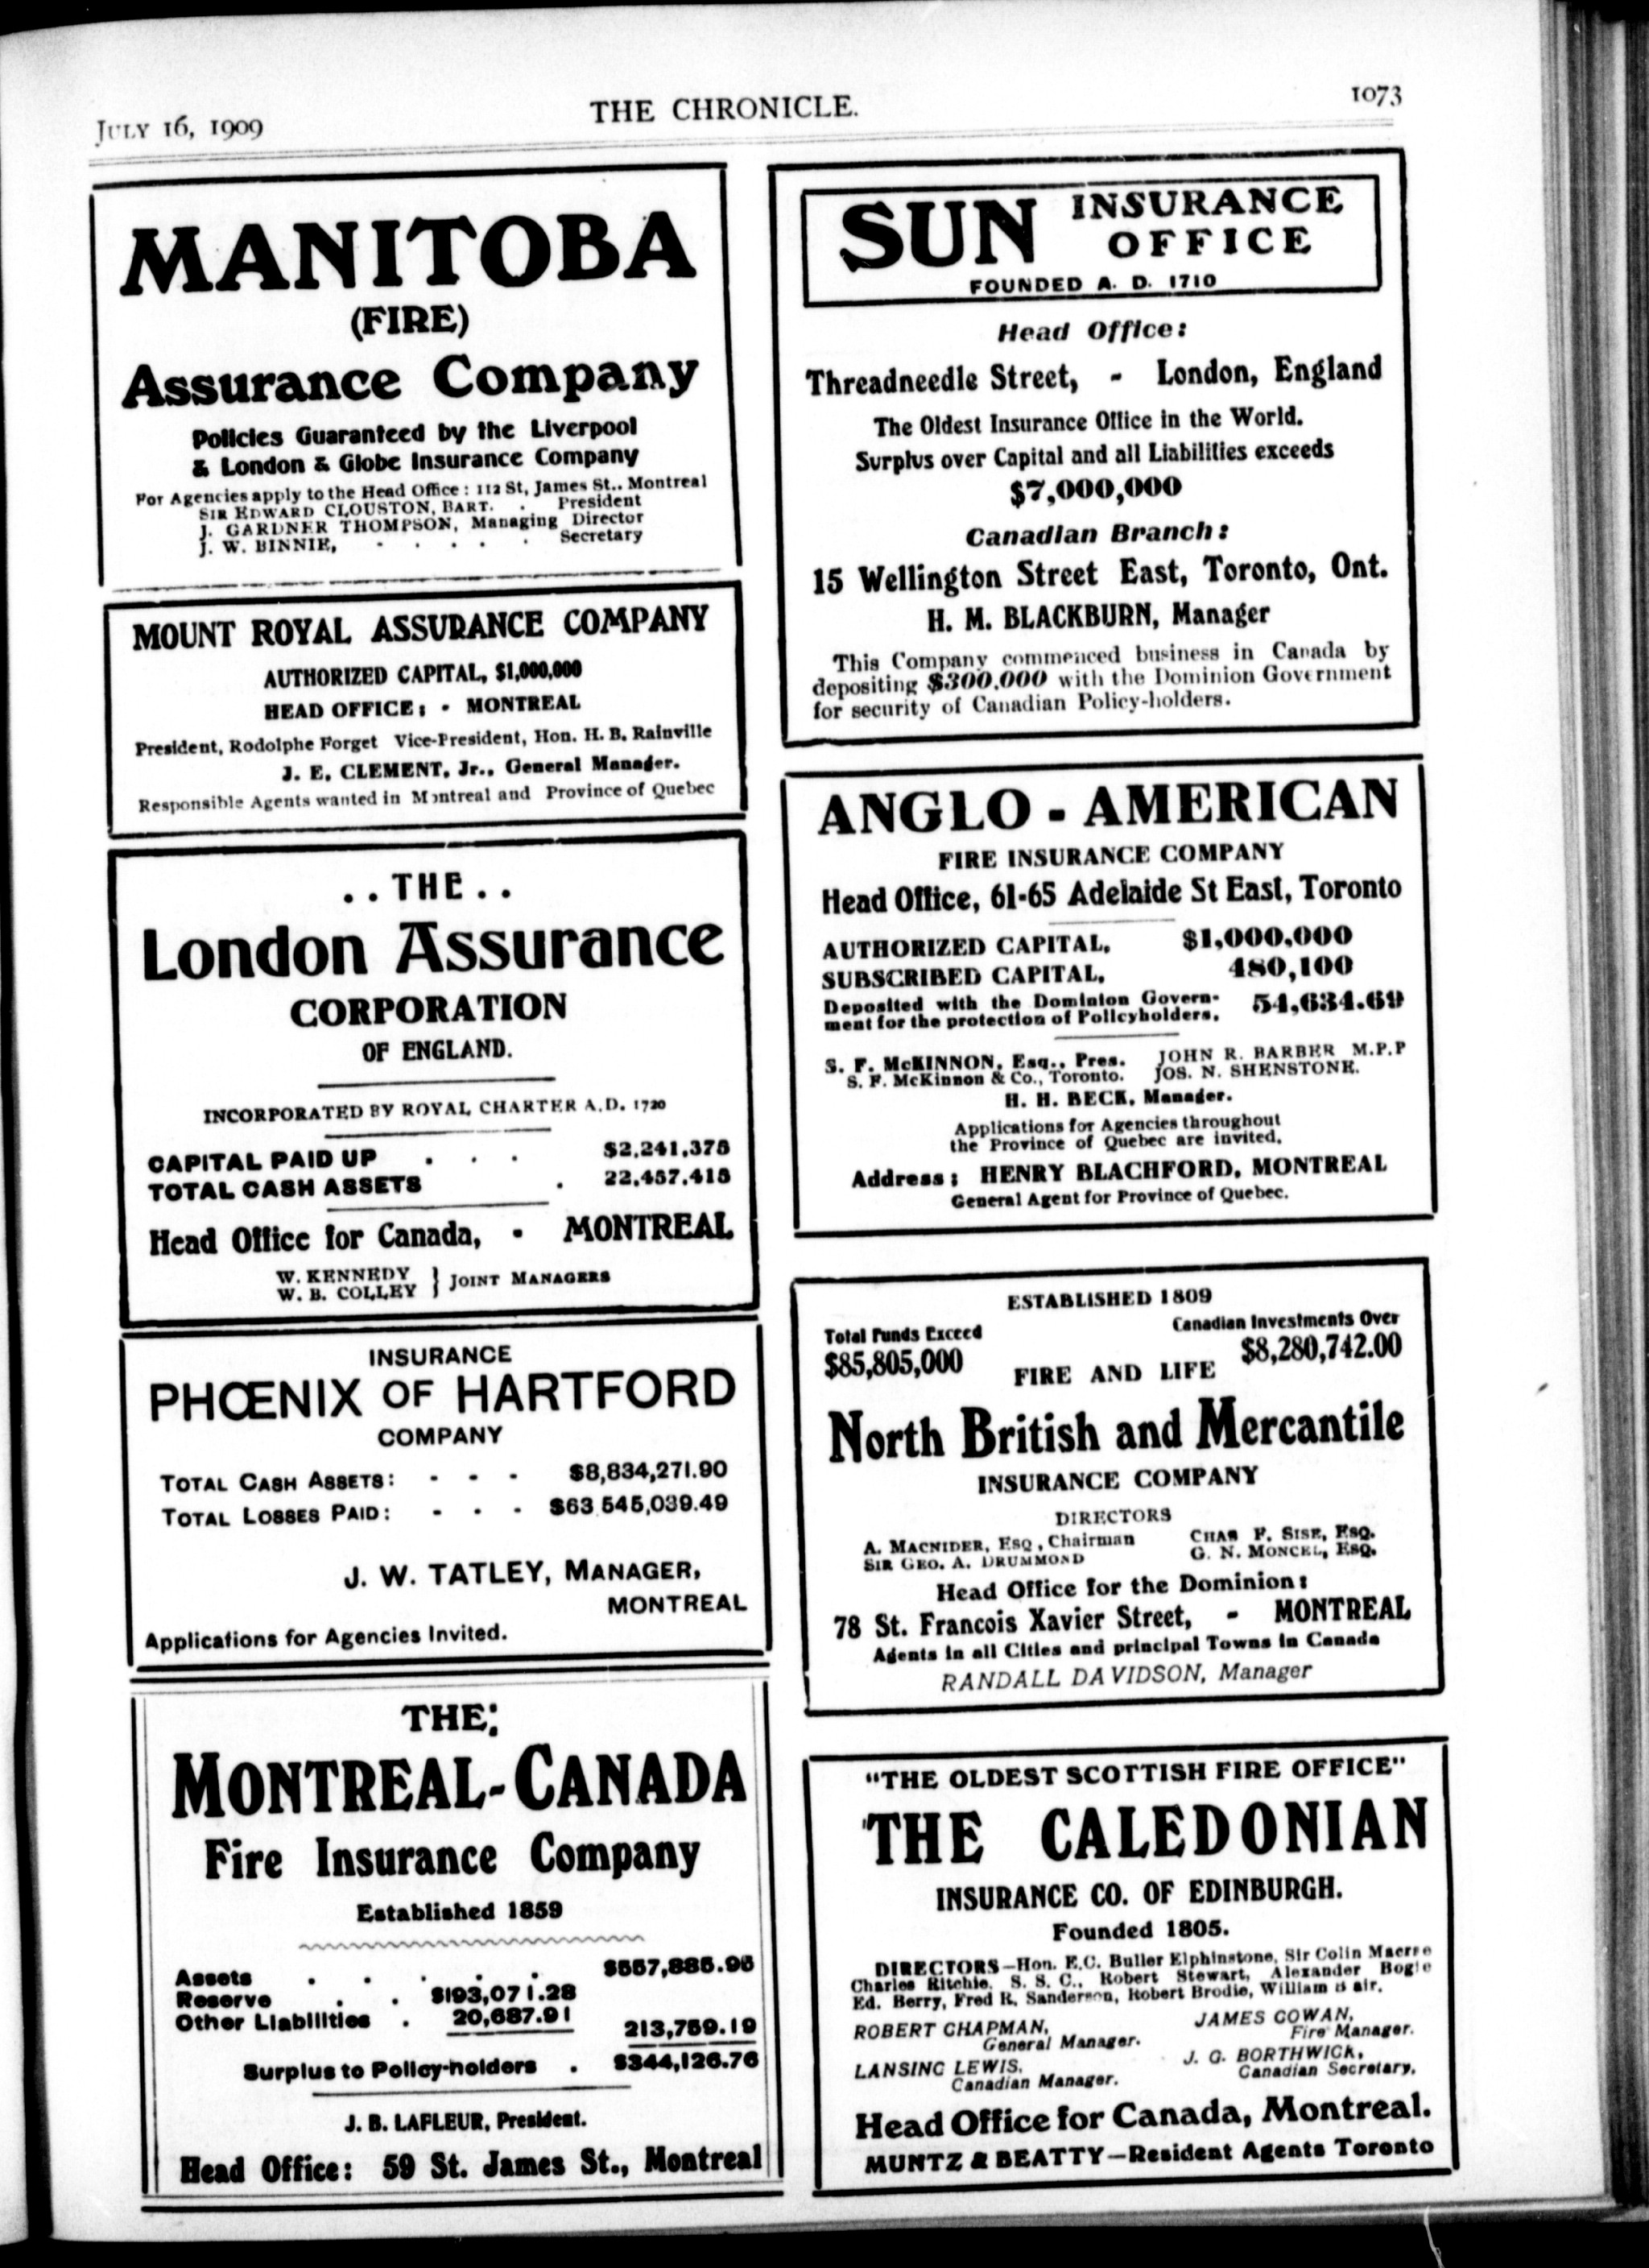 JULY 16, 1909
THE CHRONICLE.
1073
MANITOBA
(FIRE)
Assurance Company
Policies Guaranteed by the Liverpool
& London & Globe Insurance Company
For Agencies apply to the Head Office : 112 St, James St.. Montreal
SIR EDWARD CLOUSTON, BART. . President
J. GARDNER THOMPSON, Managing Director
J. W. BINNIE, - . . . . Secretary
MOUNT ROYAL ASSURANCE COMPANY
AUTHORIZED CAPITAL, $1,000,000
HEAD OFFICE; - MONTREAL
President, Rodolphe Forget Vice-President, Hon. H. B. Rainville
J. E. CLEMENT, Jr., General Manager.
Responsible Agents wanted in Montreal and Province of Quebec
. . THE . .
London Assurance
CORPORATION
OF ENGLAND.
INCORPORATED BY ROYAL CHARTER A.D. 1720
CAPITAL PAID UP . . . $2,241,375
TOTAL CASH ASSETS . 22,457,415
Head Office for Canada, - MONTREAL
W. KENNEDY
W. B. COLLEY } JOINT MANAGERS
INSURANCE
PHŒNIX OF HARTFORD
COMPANY
TOTAL CASH ASSETS: - - - $8,834,271.90
TOTAL LOSSES PAID: - - - $63 545,039.49
J. W. TATLEY, MANAGER,
MONTREAL
Applications for Agencies Invited.
THE:
MONTREAL-CANADA
Fire Insurance Company
Established 1859
Assets . . . . . $557,885.95
Reserve . . $193,071.28
Other Liabilities . 20,687.91
213,759.19
Surplus to Policy-holders . $344,126.76
J. B. LAFLEUR, President.
Head Office: 59 St. James St., Montreal
SUN INSURANCE
OFFICE
FOUNDED A. D. 1710
Head Office:
Threadneedle Street, - London, England
The Oldest Insurance Office in the World.
Surplus over Capital and all Liabilities exceeds
$7,000,000
Canadian Branch:
15 Wellington Street East, Toronto, Ont.
H. M. BLACKBURN, Manager
This Company commenced business in Canada by
depositing $300,000 with the Dominion Government
for security of Canadian Policy-holders.
ANGLO - AMERICAN
FIRE INSURANCE COMPANY
Head Office, 61-65 Adelaide St East, Toronto
AUTHORIZED CAPITAL, $1,000,000
SUBSCRIBED CAPITAL, 480,100
Deposited with the Dominion Govern-
ment for the protection of Policyholders, 54,634.69
S. F. McKINNON, Esq., Pres. JOHN R. BARBER M.P.P
S. F. McKinnon & Co., Toronto. JOS. N. SHENSTONE.
H. H. BECK, Manager.
Applications for Agencies throughout
the Province of Quebec are invited.
Address ; HENRY BLACHFORD, MONTREAL
General Agent for Province of Quebec.
ESTABLISHED 1809
Total Funds Exceed Canadian Investments Over
$85,805,000 FIRE AND LIFE $8,280,742.00
North British and Mercantile
INSURANCE COMPANY
DIRECTORS
A. MACNIDER, ESQ , Chairman CHAS F. SISE, ESQ.
SIR GEO. A. DRUMMOND G. N. MONCEL, ESQ.
Head Office for the Dominion:
78 St. Francois Xavier Street, - MONTREAL
Agents in all Cities and principal Towns in Canada
RANDALL DAVIDSON, Manager
"THE OLDEST SCOTTISH FIRE OFFICE"
THE CALEDONIAN
INSURANCE CO. OF EDINBURGH.
Founded 1805.
DIRECTORS—Hon. E.C. Buller Elphinstone, Sir Colin Macrae
Charles Ritchie, S. S. C., Robert Stewart, Alexander Bogie
Ed. Berry, Fred R. Sanderson, Robert Brodie, William Blair.
ROBERT CHAPMAN, JAMES COWAN,
General Manager. Fire Manager.
LANSING LEWIS, J. G. BORTHWICK,
Canadian Manager. Canadian Secretary.
Head Office for Canada, Montreal.
MUNTZ & BEATTY—Resident Agents Toronto